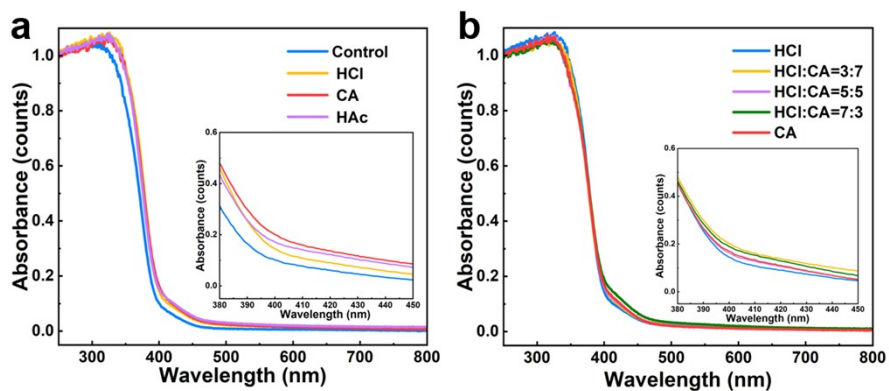 a
Absorbance (counts)
1.0
0.8
0.6
0.4
0.2
0.0
300 400 500 600 700 800
Wavelength (nm)
Control
HCl
CA
HAc
Absorbance (counts)
0.6
0.4
0.2
0.0
380 390 400 410 420 430 440 450
Wavelength (nm)
b
Absorbance (counts)
1.0
0.8
0.6
0.4
0.2
0.0
300 400 500 600 700 800
Wavelength (nm)
HCl
HCl:CA=3:7
HCl:CA=5:5
HCl:CA=7:3
CA
Absorbance (counts)
0.6
0.4
0.2
0.0
380 390 400 410 420 430 440 450
Wavelength (nm)